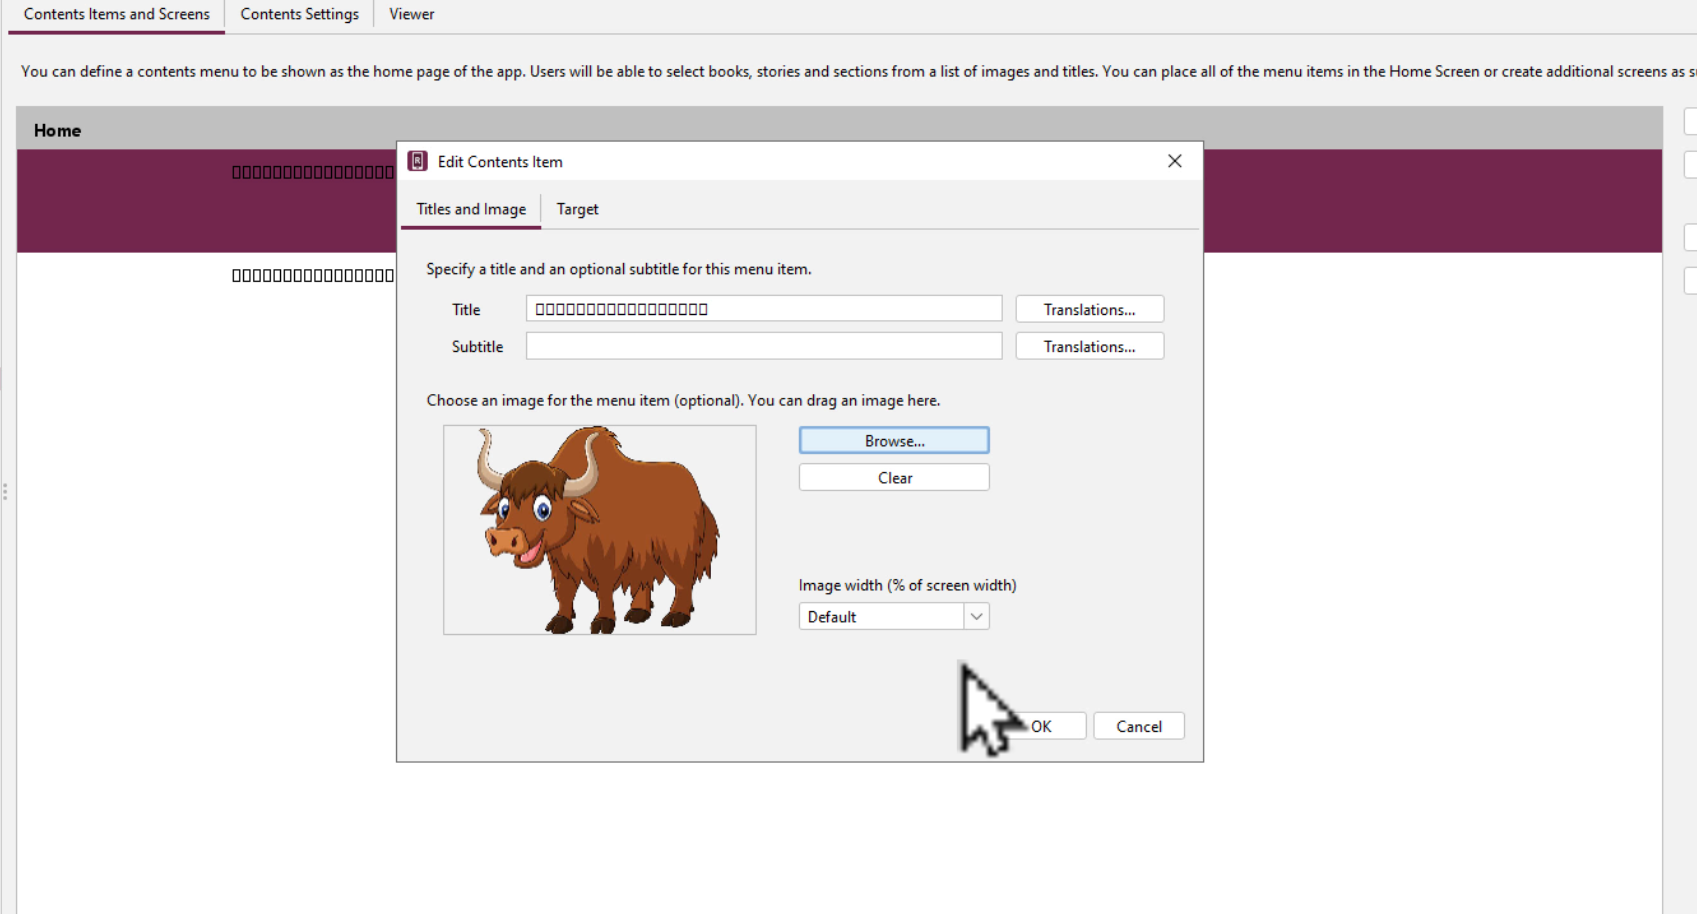 Contents Items and Screens
Contents Settings
Viewer
You can define a contents menu to be shown as the home page of the app. Users will be able to select books, stories and sections from a list of images and titles. You can place all of the menu items in the Home Screen or create additional screens as
Home
Edit Contents Item
Titles and Image
Target
Specify a title and an optional subtitle for this menu item.
Title
Translations...
Subtitle
Translations...
Choose an image for the menu item (optional). You can drag an image here.
Browse...
Clear
Image width (% of screen width)
Default
OK
Cancel